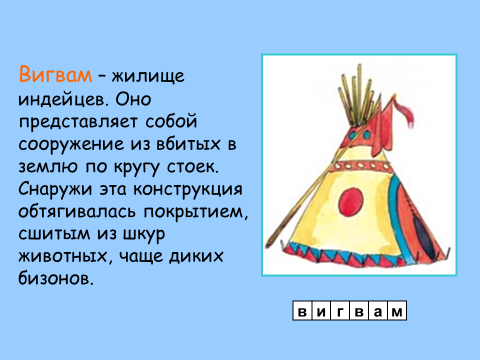 Вигвам – жилище
индейцев. Оно
представляет собой
сооружение из вбитых в
землю по кругу стоек.
Снаружи эта конструкция
обтягивалась покрытием,
сшитым из шкур
животных, чаще диких
бизонов.
вигвам